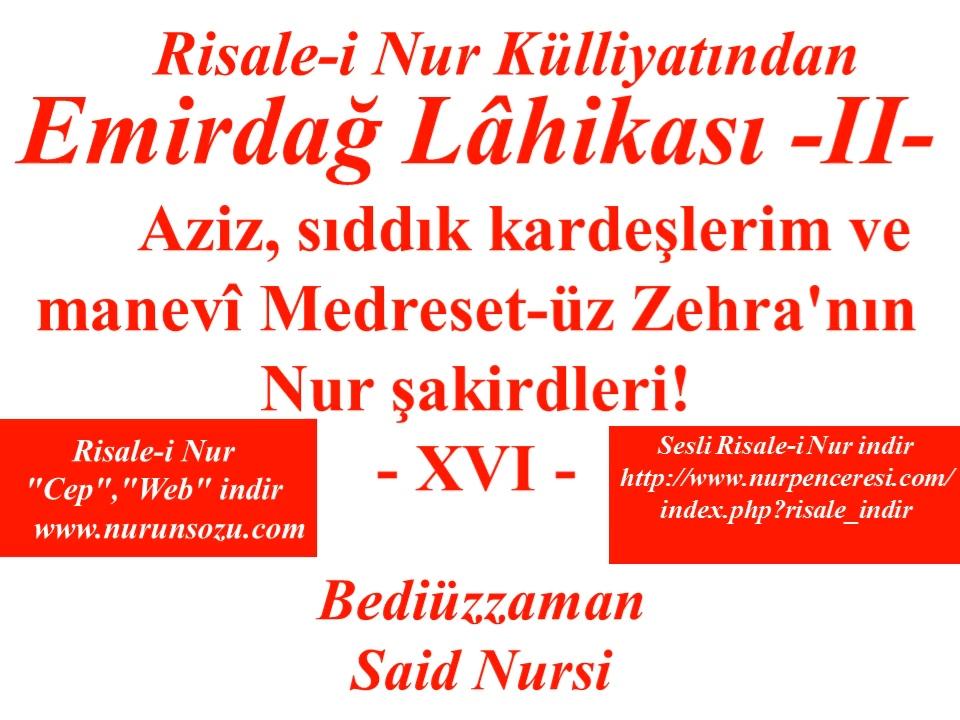 Risale-i Nur Külliyatından
Emirdağ Lâhikası -II-
Aziz, sıddık kardeşlerim ve
manevî Medreset-üz Zehra'nın
Nur şakirdleri!
- XVI -
Risale-i Nur
"Cep","Web" indir
www.nurunsozu.com
Sesli Risale-i Nur indir
http://www.nurpenceresi.com/
index.php?risale_indir
Bediüzzaman
Said Nursi